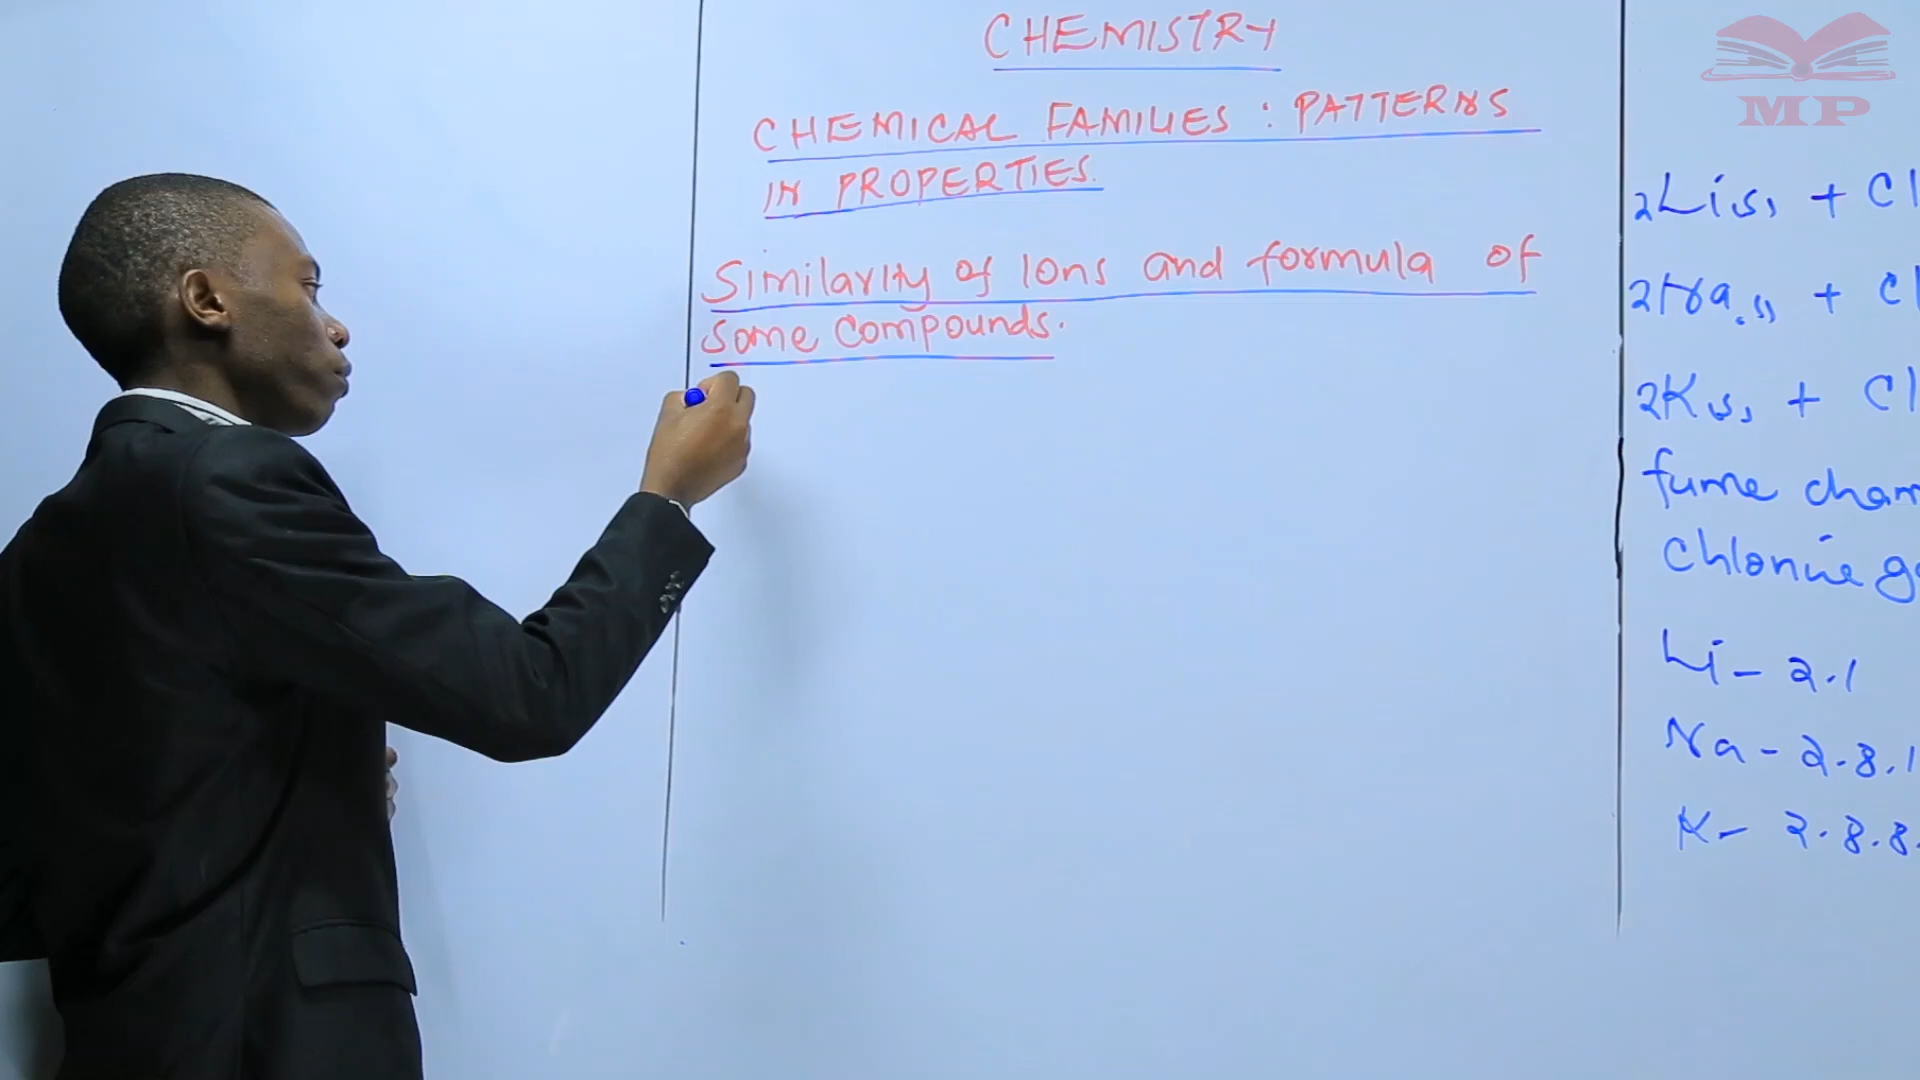 CHEMISTRY
CHEMICAL FAMILIES : PATTERNS
IN PROPERTIES.
Similarity of Ions and formula of
some compounds.
MP
2Li(s) + Cl
2Na(s) + Cl
2K(s) + Cl
fume cham
Chlorine ga
Li - 2.1
Na - 2.8.1
K - 2.8.8.